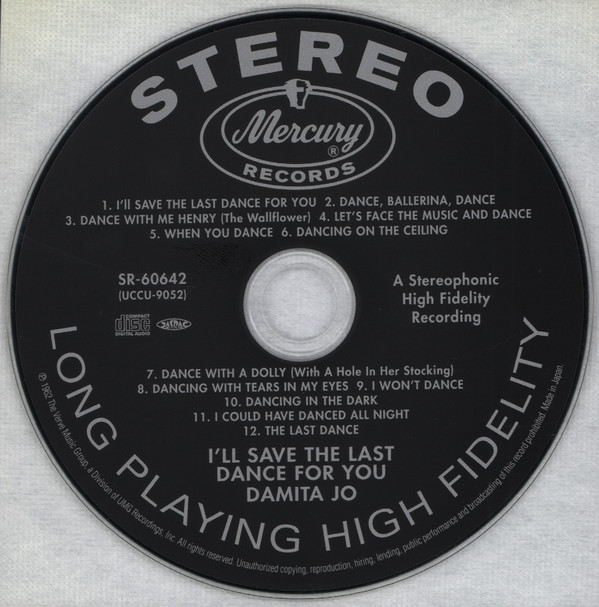 STEREO
Mercury
®
RECORDS
1. I'll SAVE THE LAST DANCE FOR YOU 2. DANCE, BALLERINA, DANCE
3. DANCE WITH ME HENRY (The Wallflower) 4. LET'S FACE THE MUSIC AND DANCE
5. WHEN YOU DANCE 6. DANCING ON THE CEILING
SR-60642
(UCCU-9052)
A Stereophonic
High Fidelity
Recording
COMPACT
disc
DIGITAL AUDIO
JASRAC
7. DANCE WITH A DOLLY (With A Hole In Her Stocking)
8. DANCING WITH TEARS IN MY EYES 9. I WON'T DANCE
10. DANCING IN THE DARK
11. I COULD HAVE DANCED ALL NIGHT
12. THE LAST DANCE
I'LL SAVE THE LAST
DANCE FOR YOU
DAMITA JO
LONG PLAYING HIGH FIDELITY
℗ 1962 The Verve Music Group, a Division of UMG Recordings, Inc. All rights reserved. Unauthorized copying, reproduction, hiring, lending, public performance and broadcasting of this record prohibited. Made in Japan.